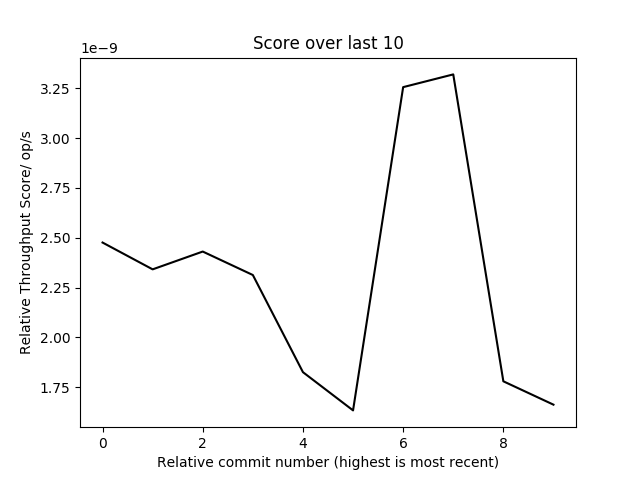 Score over last 10
1e−9
3.25
3.00
2.75
2.50
2.25
2.00
1.75
Relative Throughput Score/ op/s
0 2 4 6 8
Relative commit number (highest is most recent)